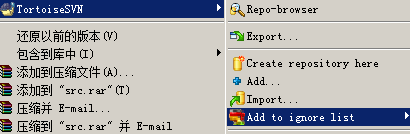 TortoiseSVN
还原以前的版本(V)
包含到库中(I)
添加到压缩文件(A)...
添加到 "src.rar"(T)
压缩并 E-mail...
压缩到 "src.rar" 并 E-mail
Repo-browser
Export...
Create repository here
Add...
Import...
Add to ignore list